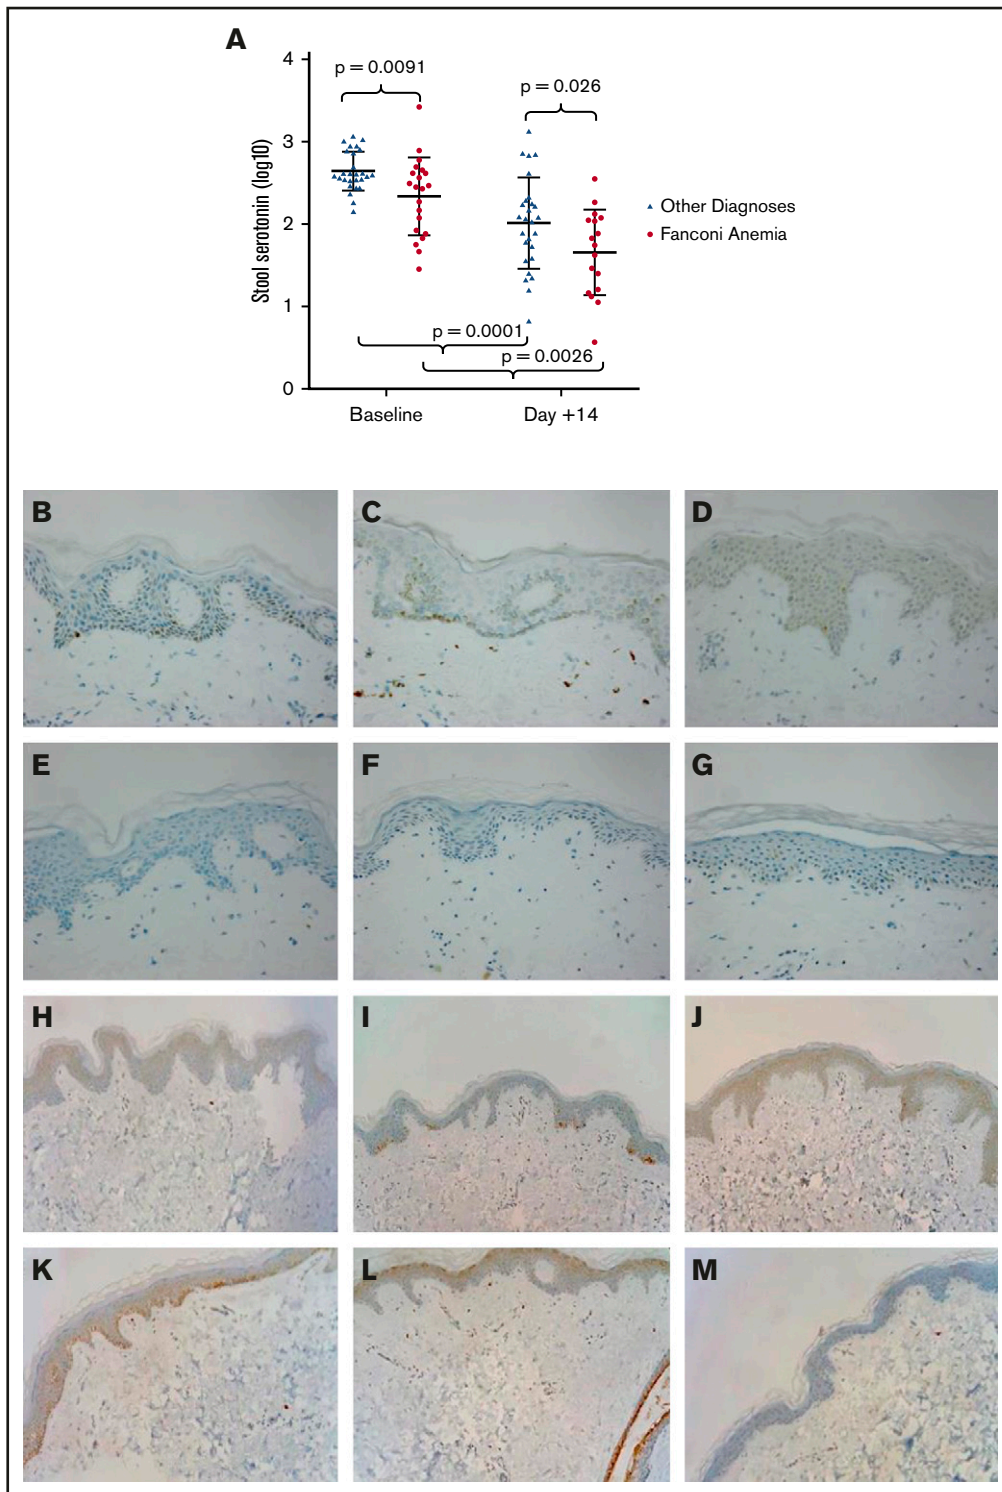 A
4
3
2
1
0
Stool serotonin (log10)
p = 0.0091
p = 0.026
p = 0.0001
p = 0.0026
Baseline
Day +14
Other Diagnoses
Fanconi Anemia
B
C
D
E
F
G
H
I
J
K
L
M